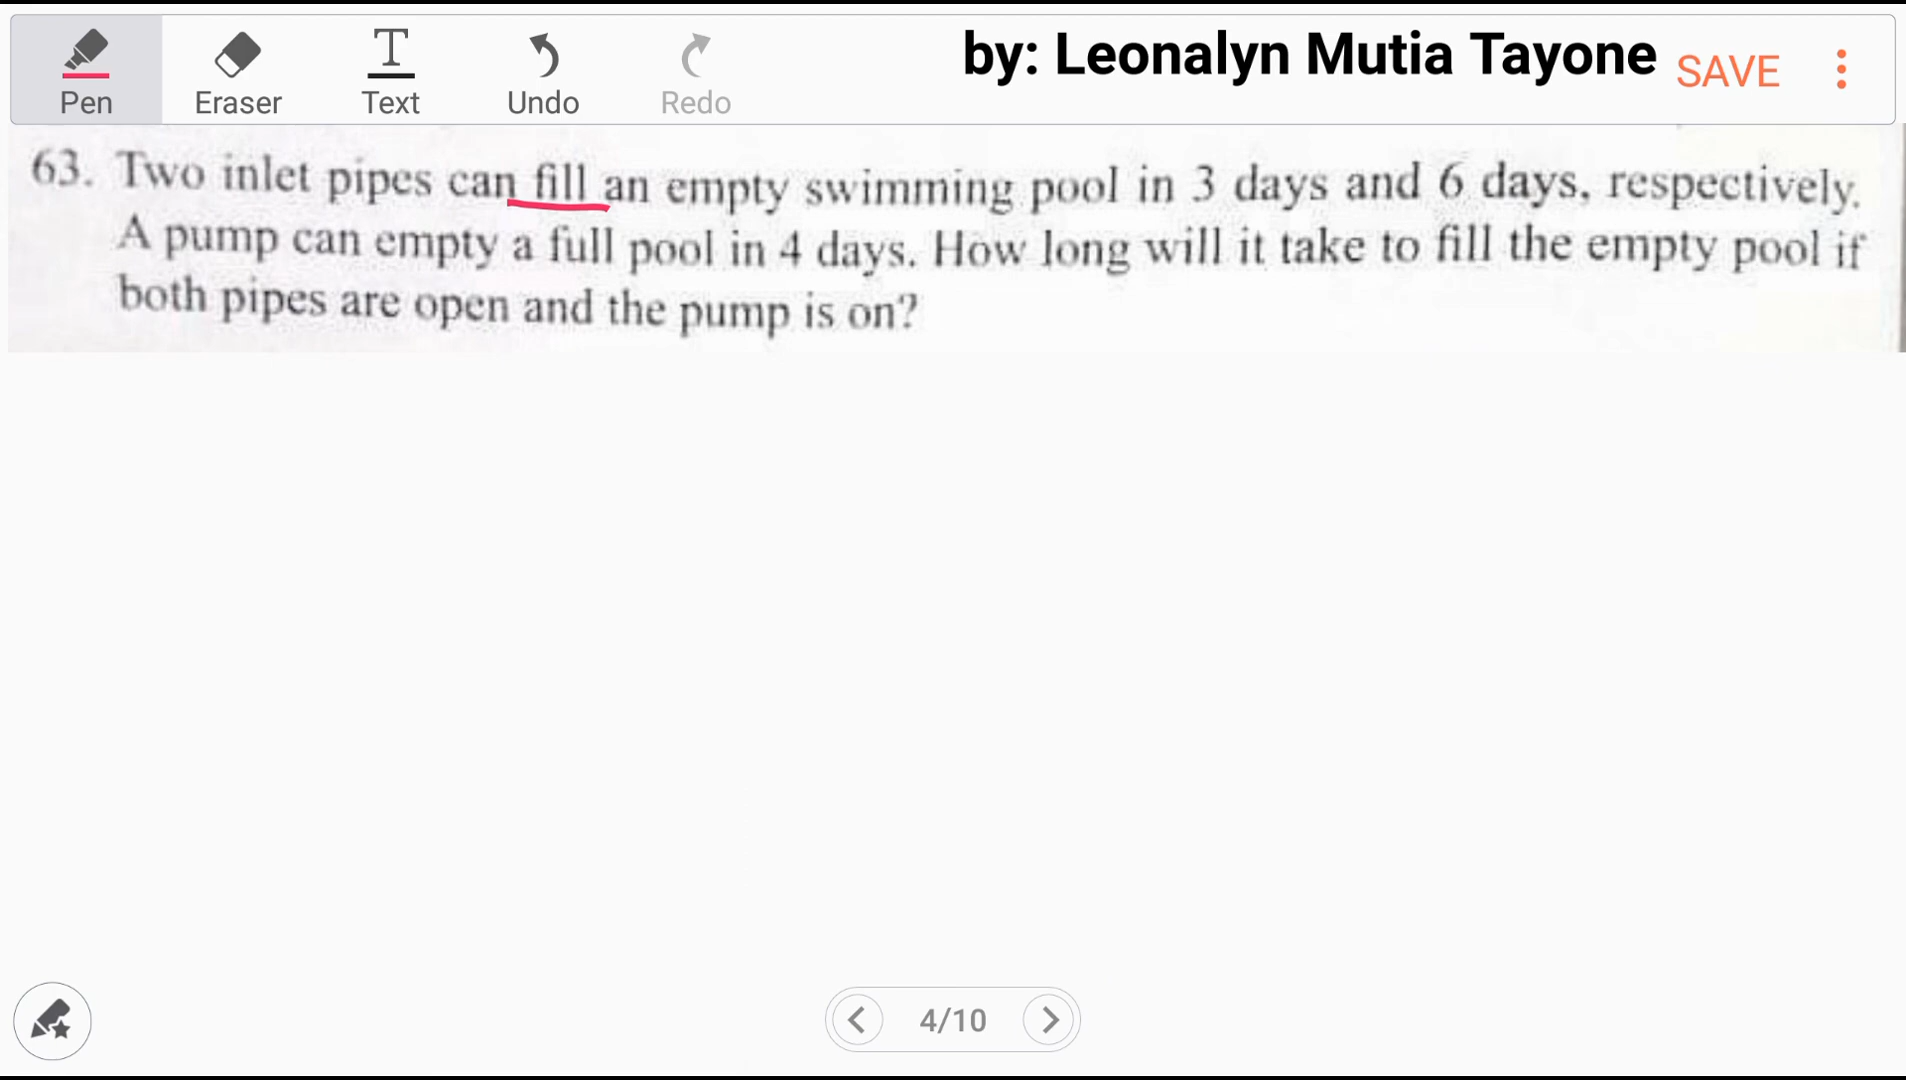 Pen
Eraser
Text
Undo
Redo
by: Leonalyn Mutia Tayone
SAVE
63. Two inlet pipes can fill an empty swimming pool in 3 days and 6 days, respectively.
A pump can empty a full pool in 4 days. How long will it take to fill the empty pool if
both pipes are open and the pump is on?
4/10